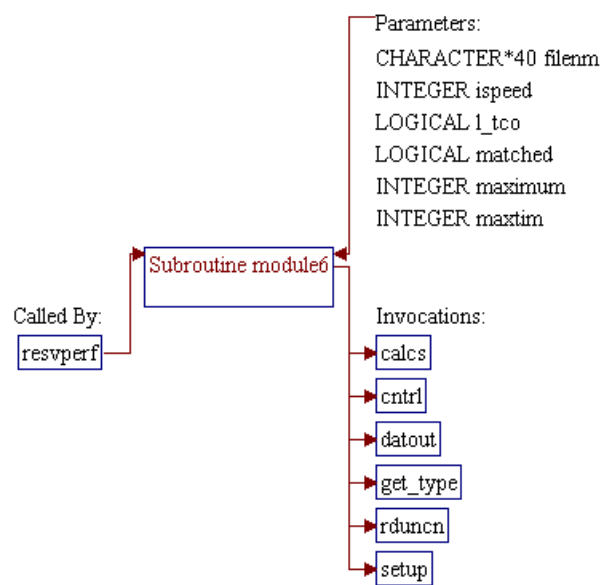 Parameters:
CHARACTER*40 filenm
INTEGER ispeed
LOGICAL l_tco
LOGICAL matched
INTEGER maximum
INTEGER maxtim
Subroutine module6
Called By:
resvperf
Invocations:
calcs
cntrl
datout
get_type
rduncn
setup